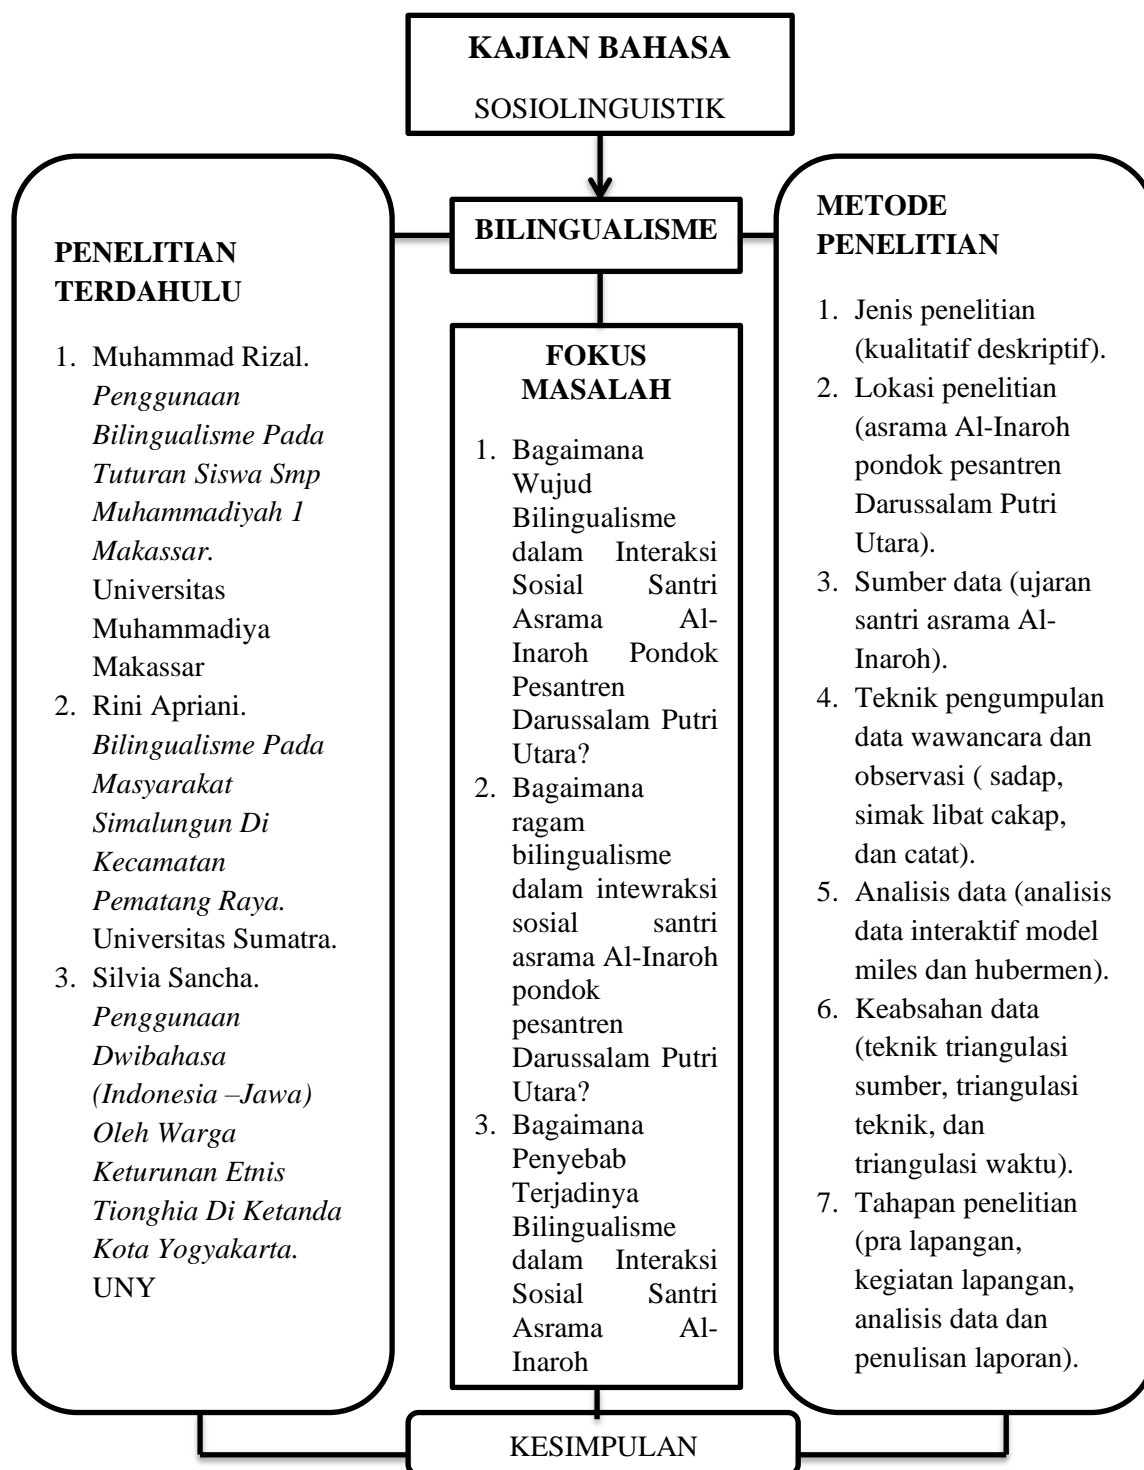 KAJIAN BAHASA
SOSIOLINGUISTIK
BILINGUALISME
PENELITIAN
TERDAHULU
1. Muhammad Rizal.
Penggunaan
Bilingualisme Pada
Tuturan Siswa Smp
Muhammadiyah 1
Makassar.
Universitas
Muhammadiya
Makassar
2. Rini Apriani.
Bilingualisme Pada
Masyarakat
Simalungun Di
Kecamatan
Pematang Raya.
Universitas Sumatra.
3. Silvia Sancha.
Penggunaan
Dwibahasa
(Indonesia –Jawa)
Oleh Warga
Keturunan Etnis
Tionghia Di Ketanda
Kota Yogyakarta.
UNY
FOKUS
MASALAH
1. Bagaimana
Wujud
Bilingualisme
dalam Interaksi
Sosial Santri
Asrama Al-
Inaroh Pondok
Pesantren
Darussalam Putri
Utara?
2. Bagaimana
ragam
bilingualisme
dalam intewraksi
sosial santri
asrama Al-Inaroh
pondok
pesantren
Darussalam Putri
Utara?
3. Bagaimana
Penyebab
Terjadinya
Bilingualisme
dalam Interaksi
Sosial Santri
Asrama Al-
Inaroh
METODE
PENELITIAN
1. Jenis penelitian
(kualitatif deskriptif).
2. Lokasi penelitian
(asrama Al-Inaroh
pondok pesantren
Darussalam Putri
Utara).
3. Sumber data (ujaran
santri asrama Al-
Inaroh).
4. Teknik pengumpulan
data wawancara dan
observasi ( sadap,
simak libat cakap,
dan catat).
5. Analisis data (analisis
data interaktif model
miles dan hubermen).
6. Keabsahan data
(teknik triangulasi
sumber, triangulasi
teknik, dan
triangulasi waktu).
7. Tahapan penelitian
(pra lapangan,
kegiatan lapangan,
analisis data dan
penulisan laporan).
KESIMPULAN